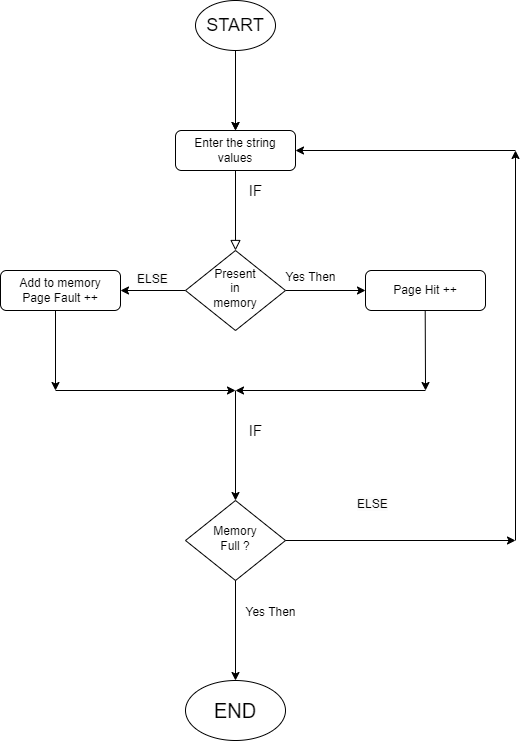 START
Enter the string
values
IF
Present
in
memory
ELSE
Yes Then
Add to memory
Page Fault ++
Page Hit ++
IF
Memory
Full ?
ELSE
Yes Then
END